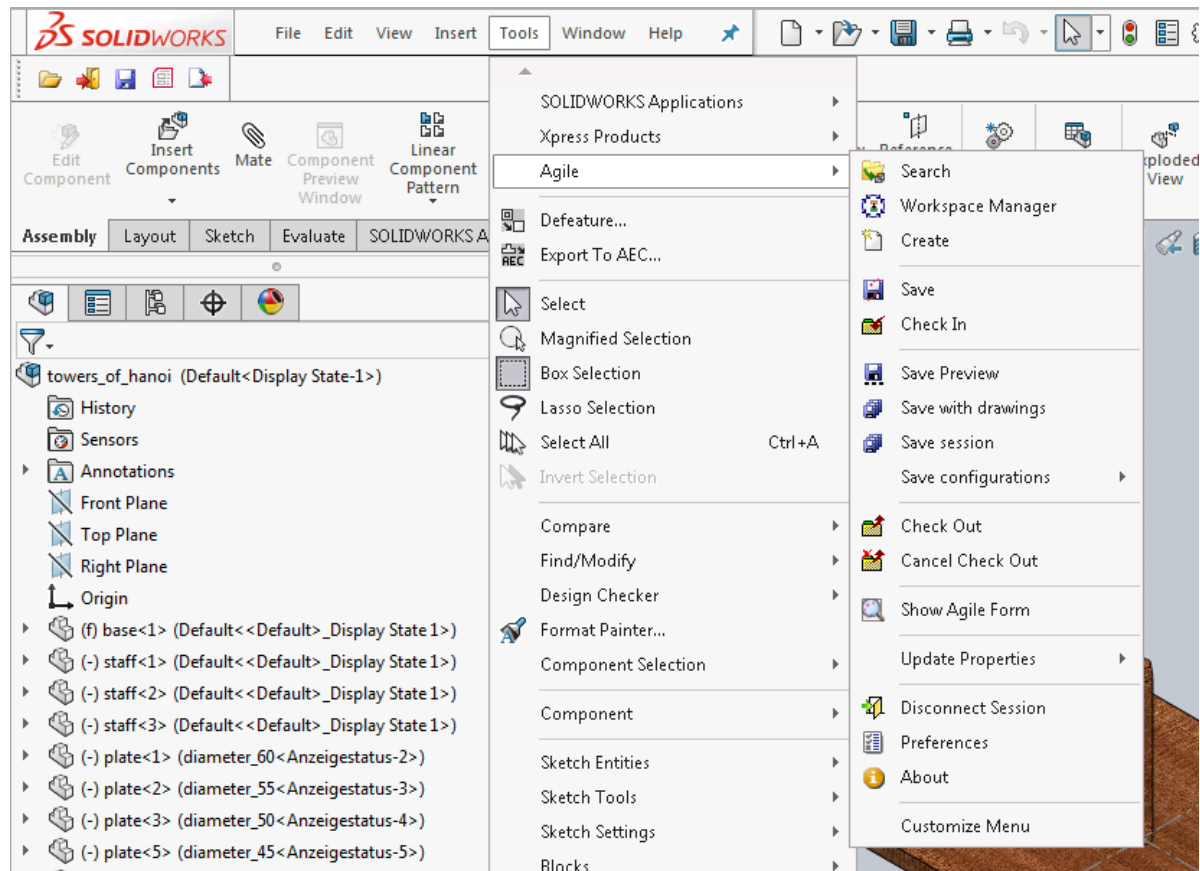 SOLIDWORKS
File Edit View Insert Tools Window Help
Edit Component
Insert Components
Mate
Component Preview Window
Linear Component Pattern
Reference
Exploded View
Assembly Layout Sketch Evaluate SOLIDWORKS A
towers_of_hanoi (Default<Display State-1>)
History
Sensors
Annotations
Front Plane
Top Plane
Right Plane
Origin
(f) base<1> (Default<<Default>_Display State 1>)
(-) staff<1> (Default<<Default>_Display State 1>)
(-) staff<2> (Default<<Default>_Display State 1>)
(-) staff<3> (Default<<Default>_Display State 1>)
(-) plate<1> (diameter_60<Anzeigestatus-2>)
(-) plate<2> (diameter_55<Anzeigestatus-3>)
(-) plate<3> (diameter_50<Anzeigestatus-4>)
(-) plate<5> (diameter_45<Anzeigestatus-5>)
SOLIDWORKS Applications
Xpress Products
Agile
Defeature...
AEC Export To AEC...
Select
Magnified Selection
Box Selection
Lasso Selection
Select All Ctrl+A
Invert Selection
Compare
Find/Modify
Design Checker
Format Painter...
Component Selection
Component
Sketch Entities
Sketch Tools
Sketch Settings
Blocks
Search
Workspace Manager
Create
Save
Check In
Save Preview
Save with drawings
Save session
Save configurations
Check Out
Cancel Check Out
Show Agile Form
Update Properties
Disconnect Session
Preferences
About
Customize Menu